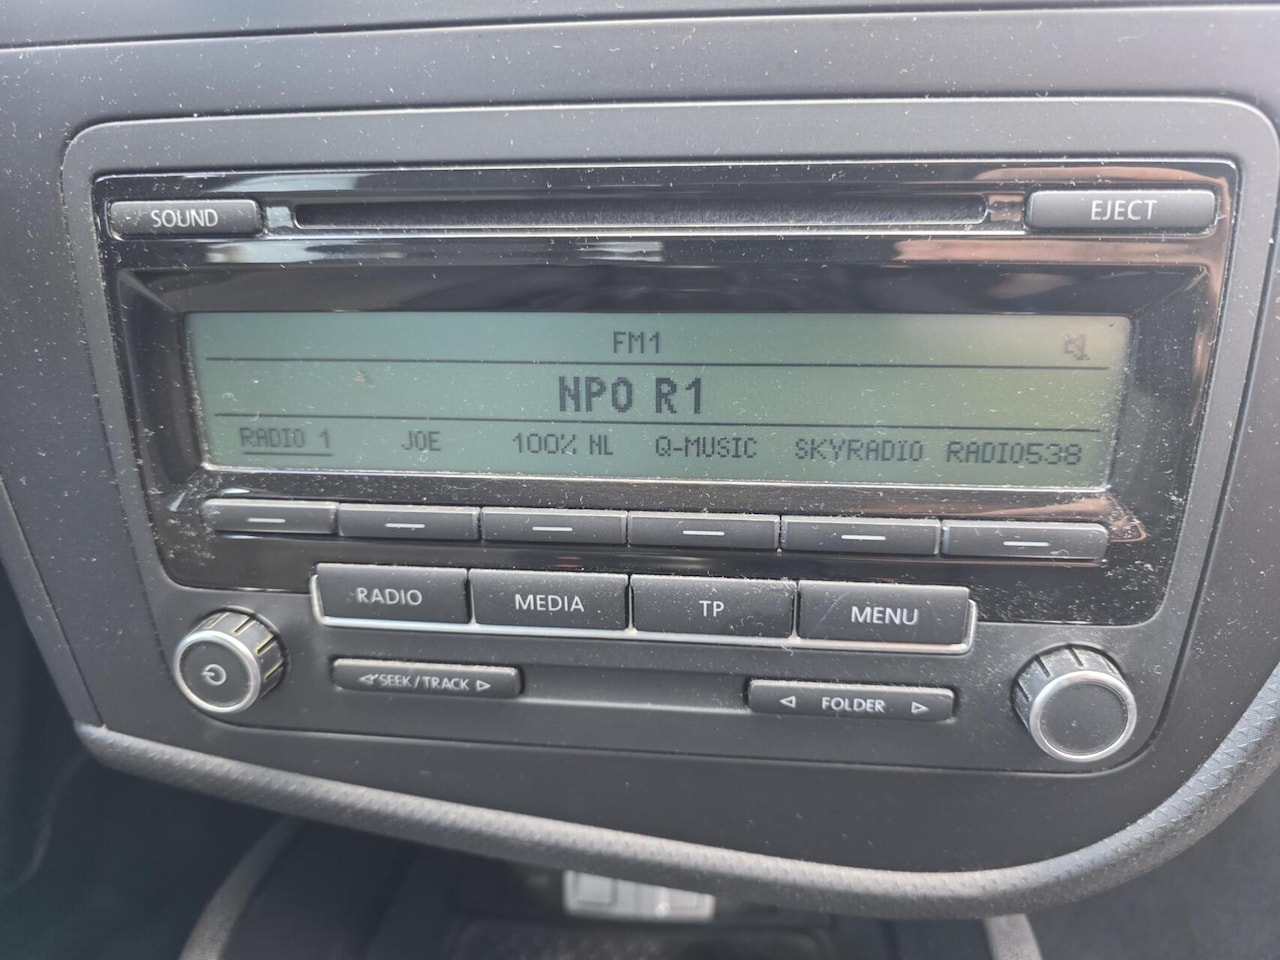 SOUND EJECT
FM1
NPO R1
RADIO 1 JOE 100% NL Q-MUSIC SKYRADIO RADIO538
RADIO MEDIA TP MENU
SEEK/TRACK FOLDER